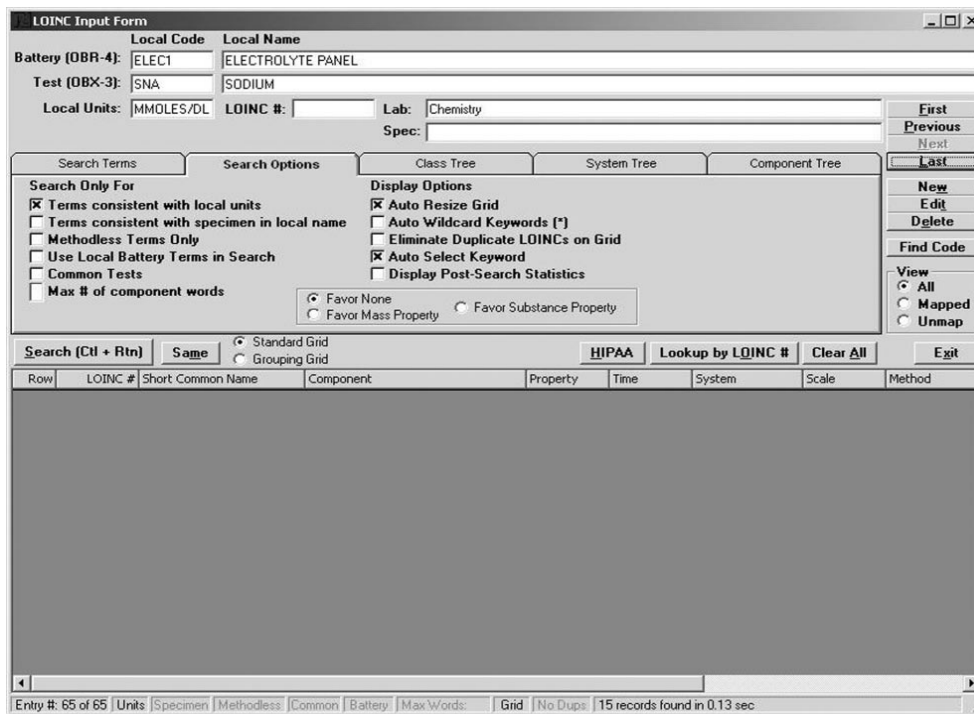 LOINC Input Form
Local Code Local Name
Battery (OBR-4): ELEC1 ELECTROLYTE PANEL
Test (OBX-3): SNA SODIUM
Local Units: MMOLES/DL LOINC #: Lab: Chemistry
Spec:
First
Previous
Next
Last
New
Edit
Delete
Find Code
View
All
Mapped
Unmap
Search Terms Search Options Class Tree System Tree Component Tree
Search Only For
Terms consistent with local units
Terms consistent with specimen in local name
Methodless Terms Only
Use Local Battery Terms in Search
Common Tests
Max # of component words
Display Options
Auto Resize Grid
Auto Wildcard Keywords (*)
Eliminate Duplicate LOINCs on Grid
Auto Select Keyword
Display Post-Search Statistics
Favor None
Favor Mass Property
Favor Substance Property
Search (Ctl + Rtn) Same
Standard Grid
Grouping Grid
HIPAA Lookup by LOINC # Clear All Exit
Row LOINC # Short Common Name Component Property Time System Scale Method
Entry #: 65 of 65 Units Specimen Methodless Common Battery Max Words: Grid No Dups 15 records found in 0.13 sec